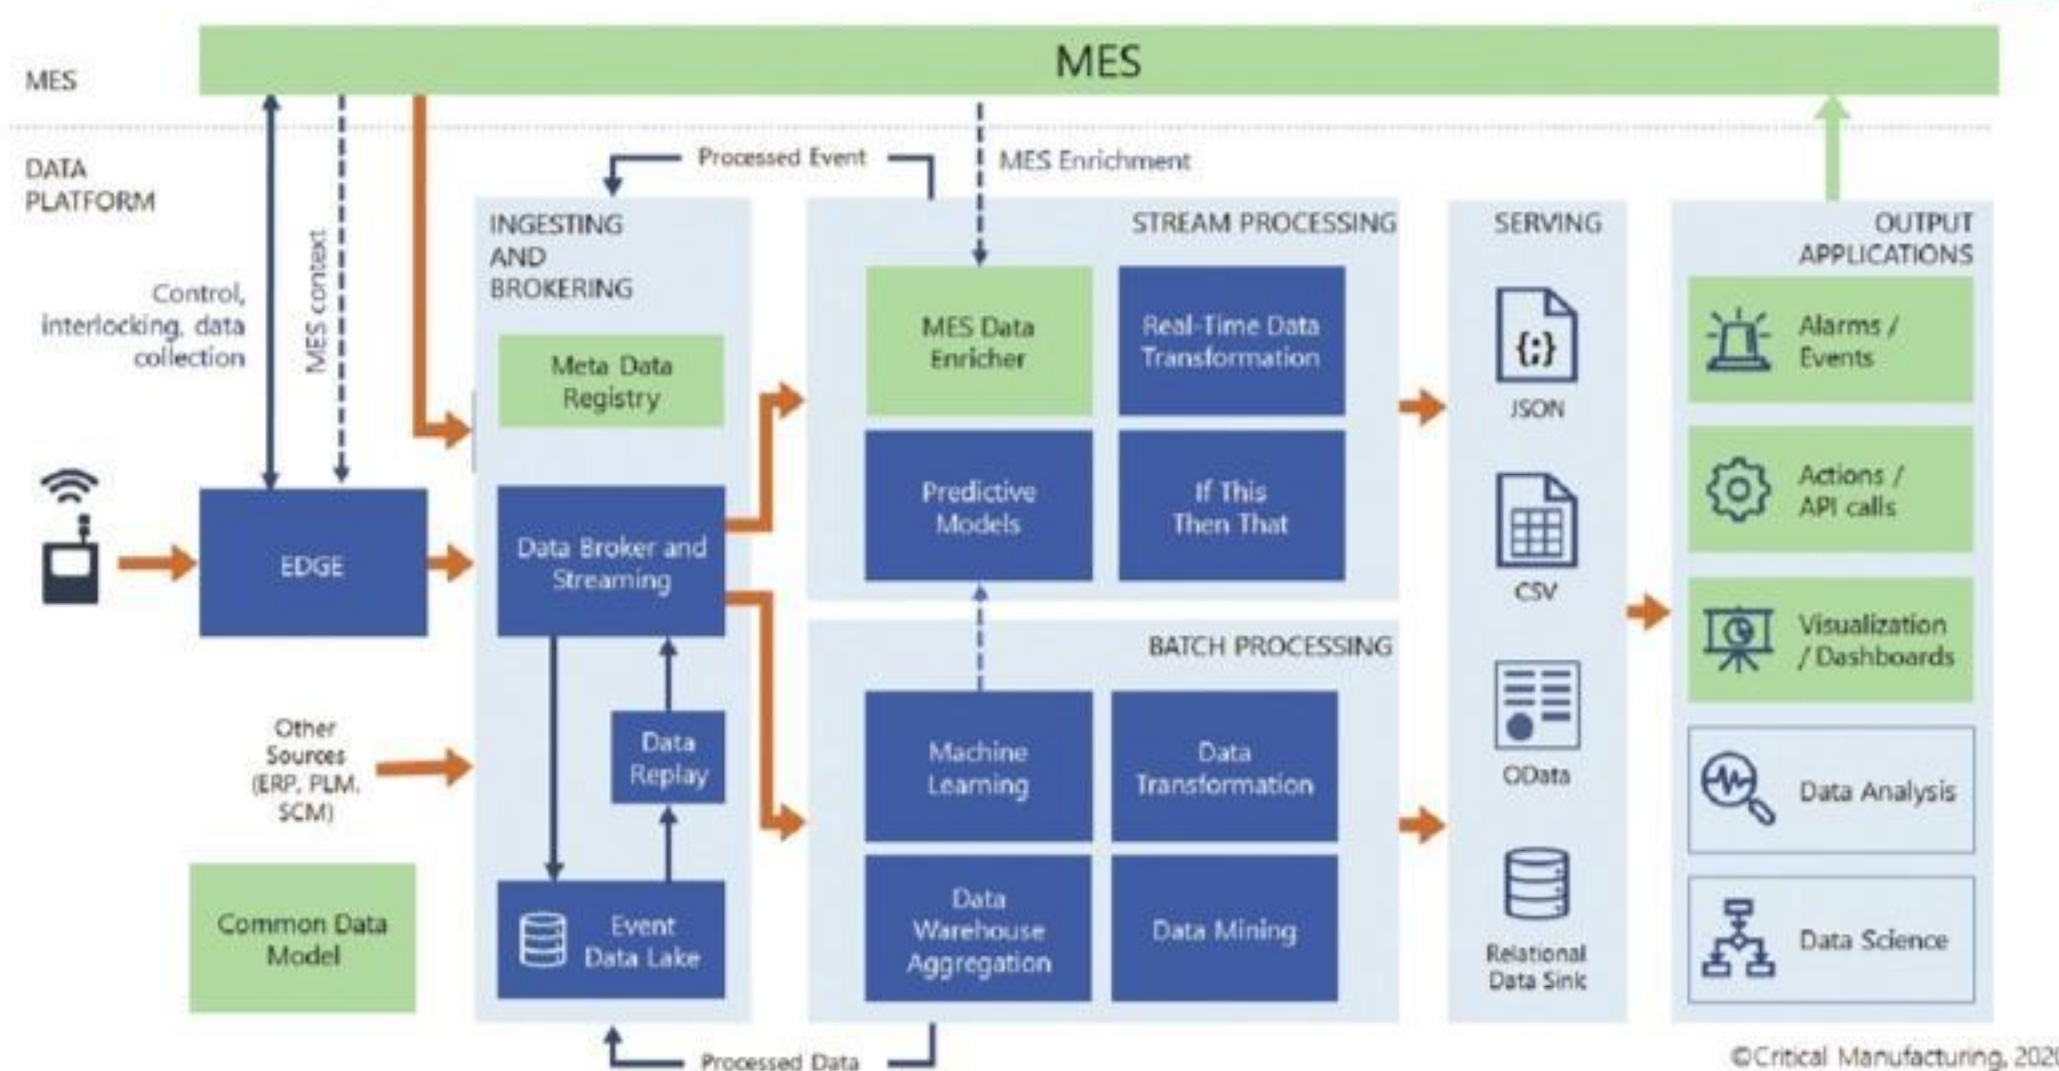 MES
MES
DATA
PLATFORM
Control,
interlocking, data
collection
MES context
Processed Event
MES Enrichment
INGESTING
AND
BROKERING
Meta Data
Registry
EDGE
Data Broker and
Streaming
Other
Sources
(ERP, PLM,
SCM)
Data
Replay
Common Data
Model
Event
Data Lake
STREAM PROCESSING
MES Data
Enricher
Real-Time Data
Transformation
Predictive
Models
If This
Then That
BATCH PROCESSING
Machine
Learning
Data
Transformation
Data
Warehouse
Aggregation
Data Mining
Processed Data
SERVING
{;}
JSON
CSV
OData
Relational
Data Sink
OUTPUT
APPLICATIONS
Alarms /
Events
Actions /
API calls
Visualization
/ Dashboards
Data Analysis
Data Science
©Critical Manufacturing, 2020